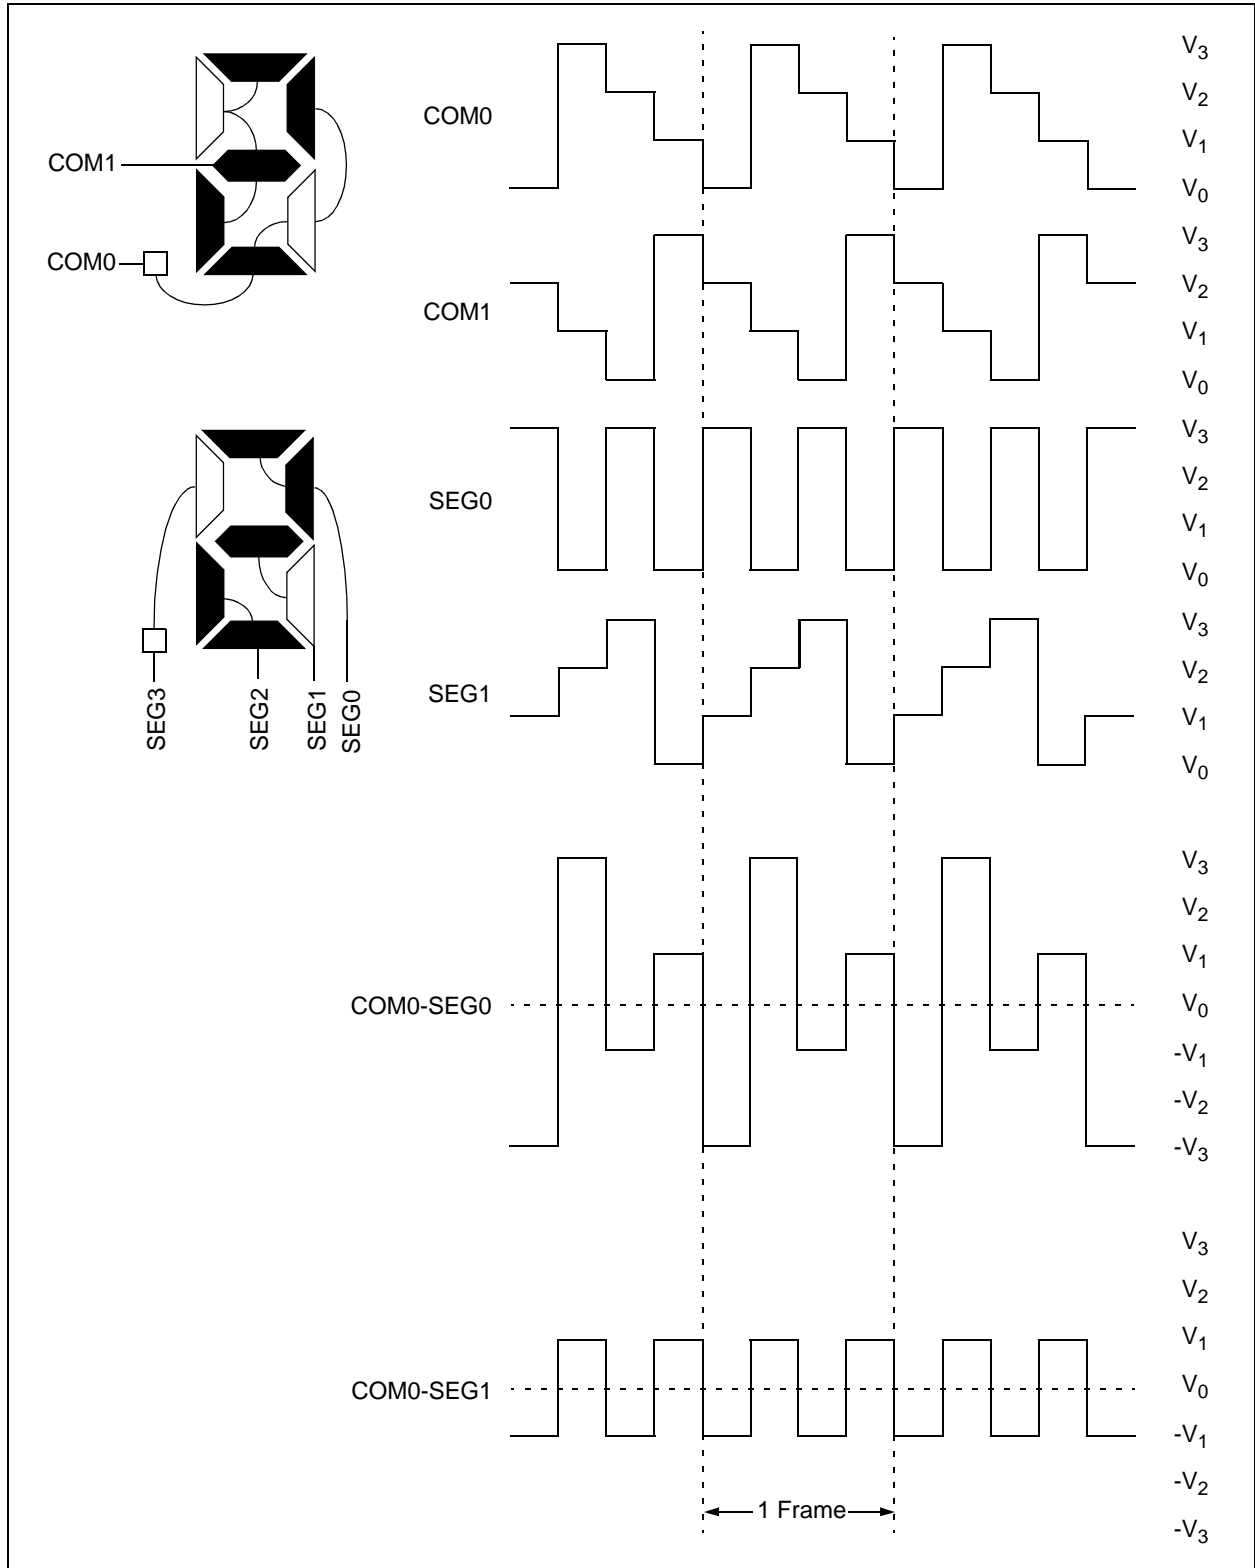 COM1
COM0
SEG3
SEG2
SEG1
SEG0
COM0
V3
V2
V1
V0
COM1
V3
V2
V1
V0
SEG0
V3
V2
V1
V0
SEG1
V3
V2
V1
V0
COM0-SEG0
V3
V2
V1
V0
-V1
-V2
-V3
COM0-SEG1
V3
V2
V1
V0
-V1
-V2
-V3
1 Frame